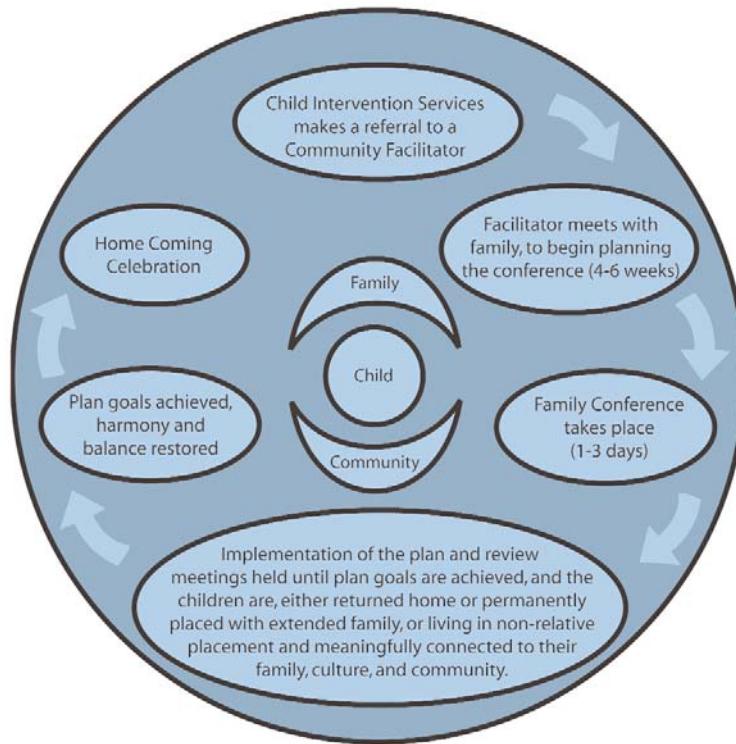 Child Intervention Services
makes a referral to a
Community Facilitator
Facilitator meets with
family, to begin planning
the conference (4-6 weeks)
Family Conference
takes place
(1-3 days)
Implementation of the plan and review
meetings held until plan goals are achieved, and the
children are, either returned home or permanently
placed with extended family, or living in non-relative
placement and meaningfully connected to their
family, culture, and community.
Plan goals achieved,
harmony and
balance restored
Home Coming
Celebration
Family
Child
Community